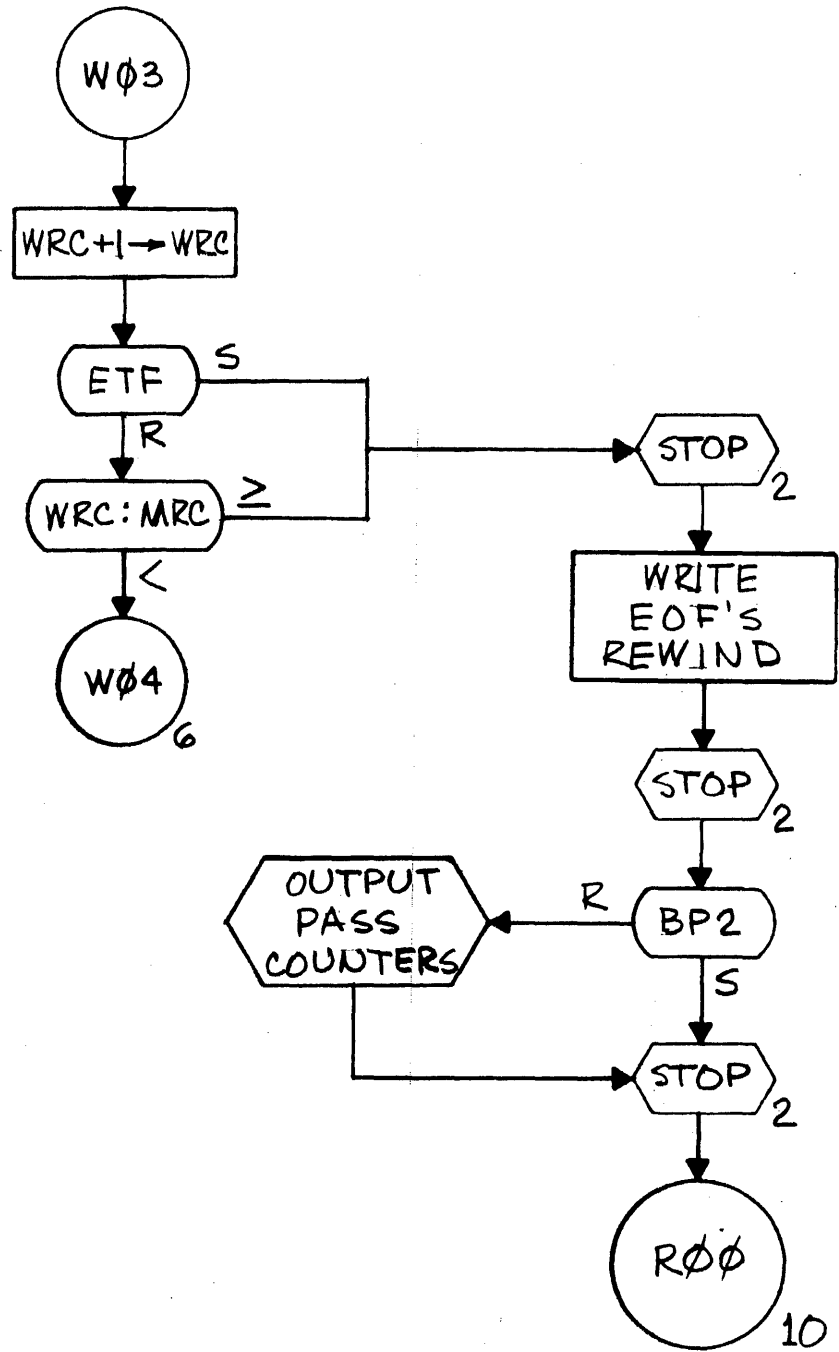 WØ3
WRC+1→WRC
ETF
S
R
WRC:MRC
≥
<
WØ4
6
STOP
2
WRITE
EOF'S
REWIND
STOP
2
BP2
R
S
OUTPUT
PASS
COUNTERS
STOP
2
RØØ
10